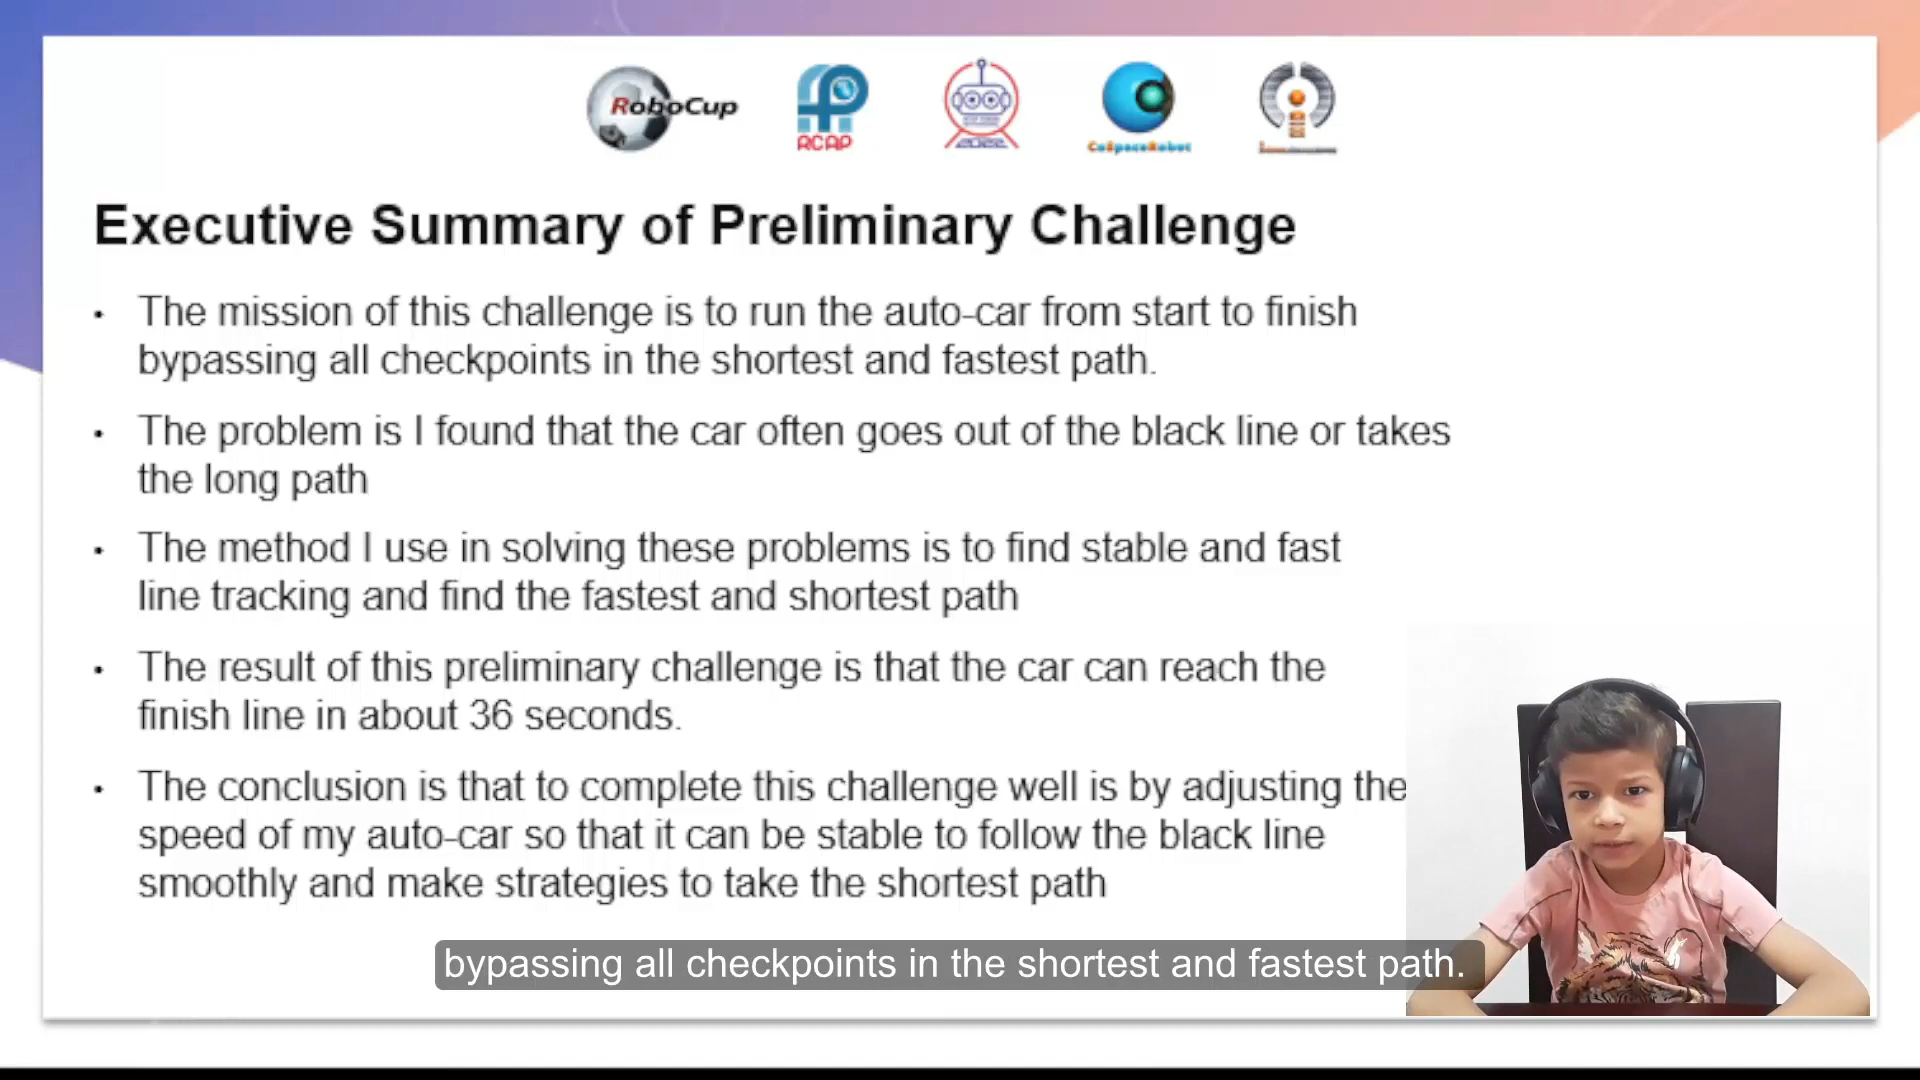 RoboCup
RCAP
2022
CoSpaceRobot
Executive Summary of Preliminary Challenge
• The mission of this challenge is to run the auto-car from start to finish
bypassing all checkpoints in the shortest and fastest path.
• The problem is I found that the car often goes out of the black line or takes
the long path
• The method I use in solving these problems is to find stable and fast
line tracking and find the fastest and shortest path
• The result of this preliminary challenge is that the car can reach the
finish line in about 36 seconds.
• The conclusion is that to complete this challenge well is by adjusting the
speed of my auto-car so that it can be stable to follow the black line
smoothly and make strategies to take the shortest path
bypassing all checkpoints in the shortest and fastest path.